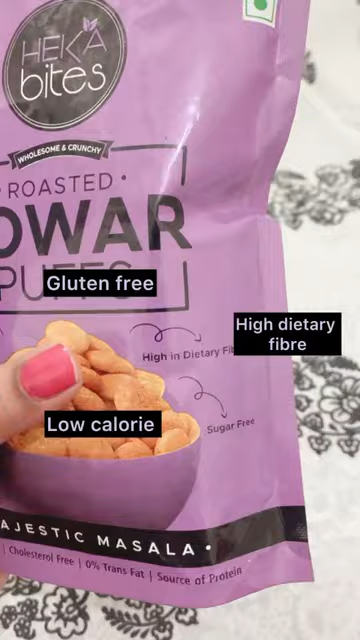 HEKA
bites
WHOLESOME & CRUNCHY
• ROASTED •
OWAR
PUFFS
Gluten free
High in Dietary Fi
High dietary
fibre
Low calorie
Sugar Free
AJESTIC MASALA •
| Cholesterol Free | 0% Trans Fat | Source of Protein